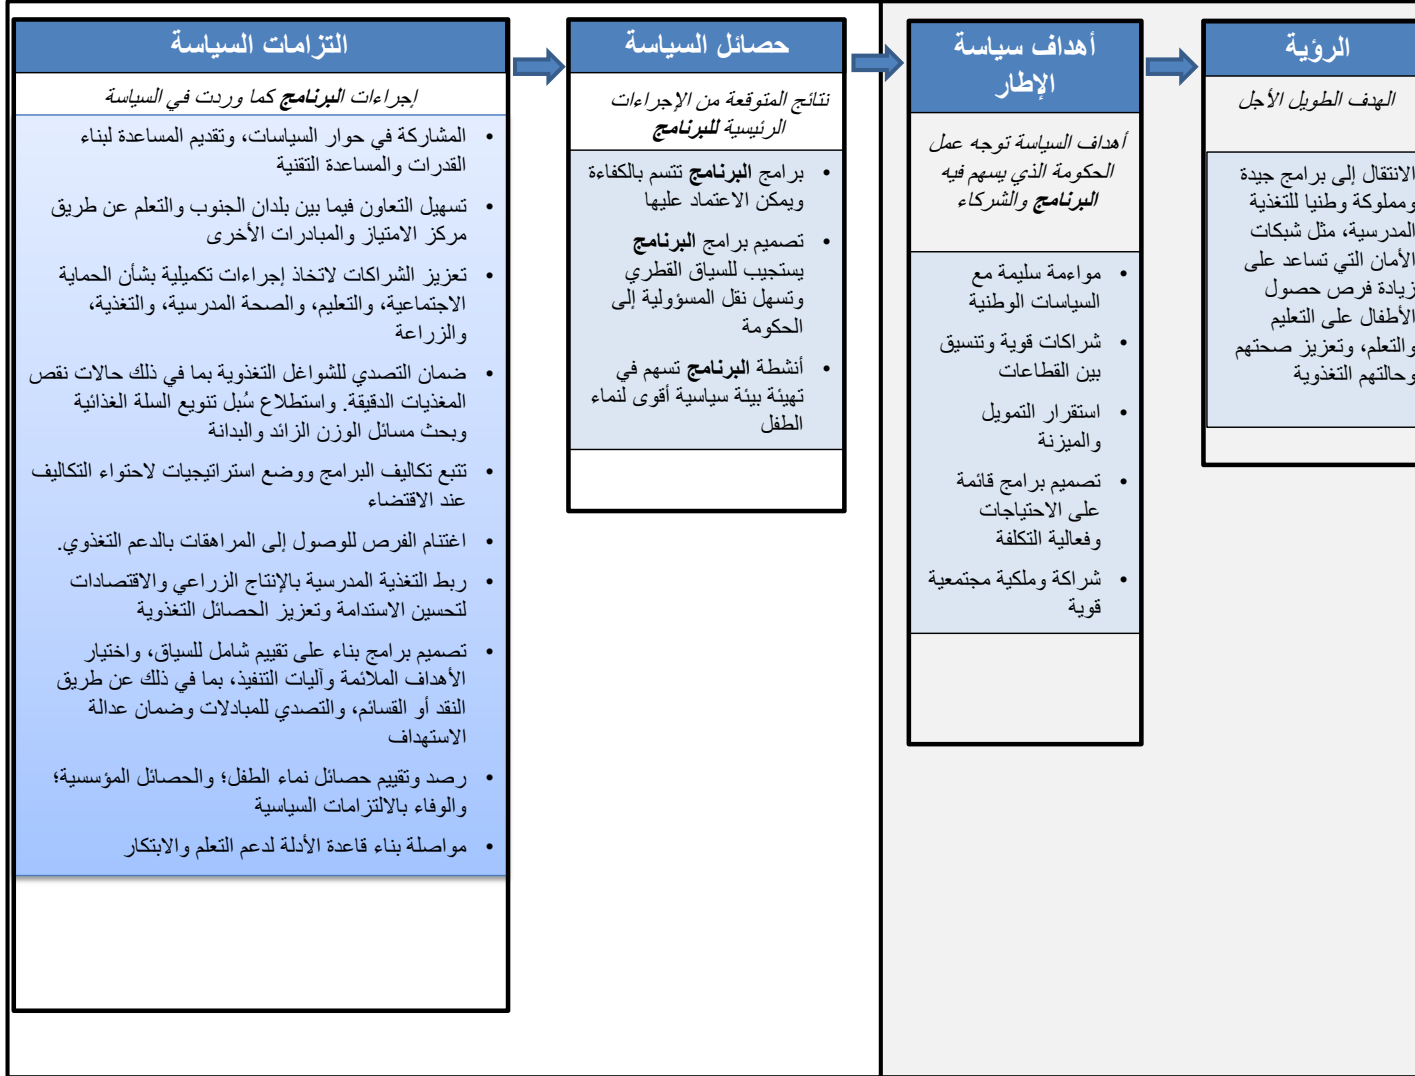 التزامات السياسة
إجراءات البرنامج كما وردت في السياسة
• المشاركة في حوار السياسات، وتقديم المساعدة لبناء
القدرات والمساعدة التقنية
• تسهيل التعاون فيما بين بلدان الجنوب والتعلم عن طريق
مركز الامتياز والمبادرات الأخرى
• تعزيز الشراكات لاتخاذ إجراءات تكميلية بشأن الحماية
الاجتماعية، والتعليم، والصحة المدرسية، والتغذية،
والزراعة
• ضمان التصدي للشواغل التغذوية بما في ذلك حالات نقص
المغذيات الدقيقة. واستطلاع سُبل تنويع السلة الغذائية
وبحث مسائل الوزن الزائد والبدانة
• تتبع تكاليف البرامج ووضع استراتيجيات لاحتواء التكاليف
عند الاقتضاء
• اغتنام الفرص للوصول إلى المراهقات بالدعم التغذوي.
• ربط التغذية المدرسية بالإنتاج الزراعي والاقتصادات
لتحسين الاستدامة وتعزيز الحصائل التغذوية
• تصميم برامج بناء على تقييم شامل للسياق، واختيار
الأهداف الملائمة وآليات التنفيذ، بما في ذلك عن طريق
النقد أو القسائم، والتصدي للمبادلات وضمان عدالة
الاستهداف
• رصد وتقييم حصائل نماء الطفل؛ والحصائل المؤسسية؛
والوفاء بالالتزامات السياسية
• مواصلة بناء قاعدة الأدلة لدعم التعلم والابتكار
حصائل السياسة
نتائج المتوقعة من الإجراءات
الرئيسية للبرنامج
• برامج البرنامج تتسم بالكفاءة
ويمكن الاعتماد عليها
• تصميم برامج البرنامج
يستجيب للسياق القطري
وتسهل نقل المسؤولية إلى
الحكومة
• أنشطة البرنامج تسهم في
تهيئة بيئة سياسية أقوى لنماء
الطفل
أهداف سياسة
الإطار
أهداف السياسة توجه عمل
الحكومة الذي يسهم فيه
البرنامج والشركاء
• مواءمة سليمة مع
السياسات الوطنية
• شراكات قوية وتنسيق
بين القطاعات
• استقرار التمويل
والميزنة
• تصميم برامج قائمة
على الاحتياجات
وفعالية التكلفة
• شراكة وملكية مجتمعية
قوية
الرؤية
الهدف الطويل الأجل
الانتقال إلى برامج جيدة
ومملوكة وطنيا للتغذية
المدرسية، مثل شبكات
الأمان التي تساعد على
زيادة فرص حصول
الأطفال على التعليم
والتعلم، وتعزيز صحتهم
وحالتهم التغذوية